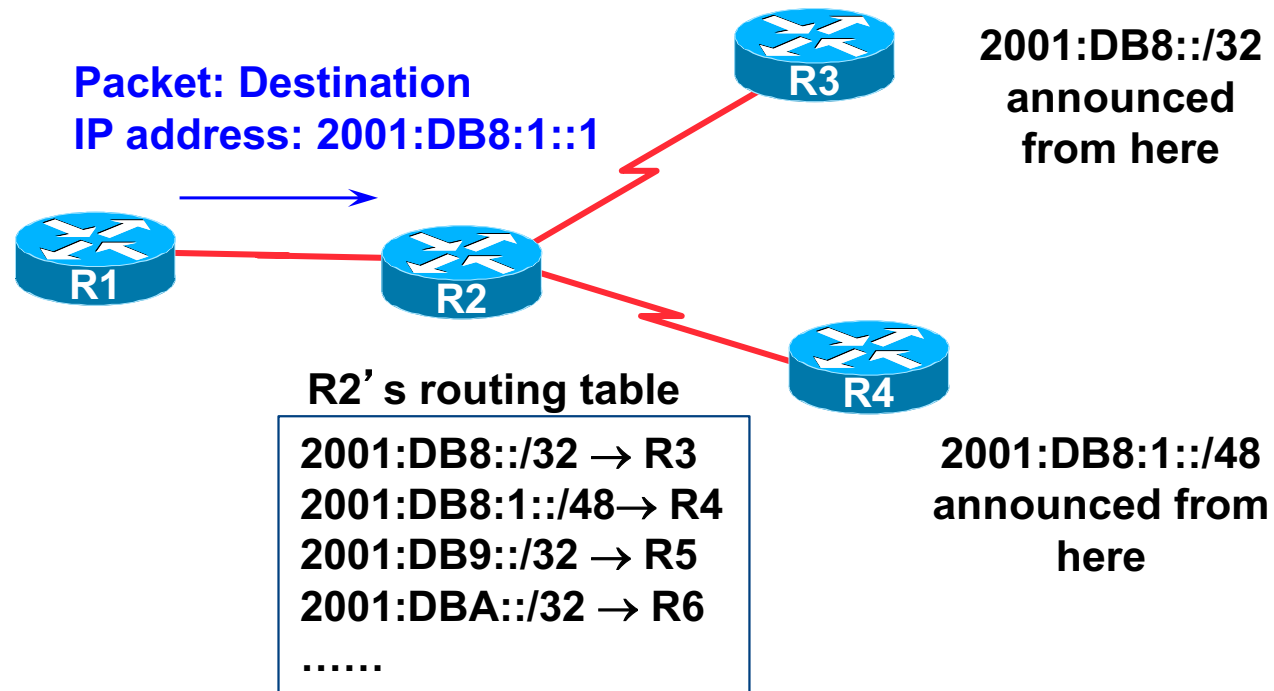 Packet: Destination
IP address: 2001:DB8:1::1
R3
2001:DB8::/32
announced
from here
R1
R2
R4
2001:DB8:1::/48
announced from
here
R2’s routing table
2001:DB8::/32 → R3
2001:DB8:1::/48→ R4
2001:DB9::/32 → R5
2001:DBA::/32 → R6
……